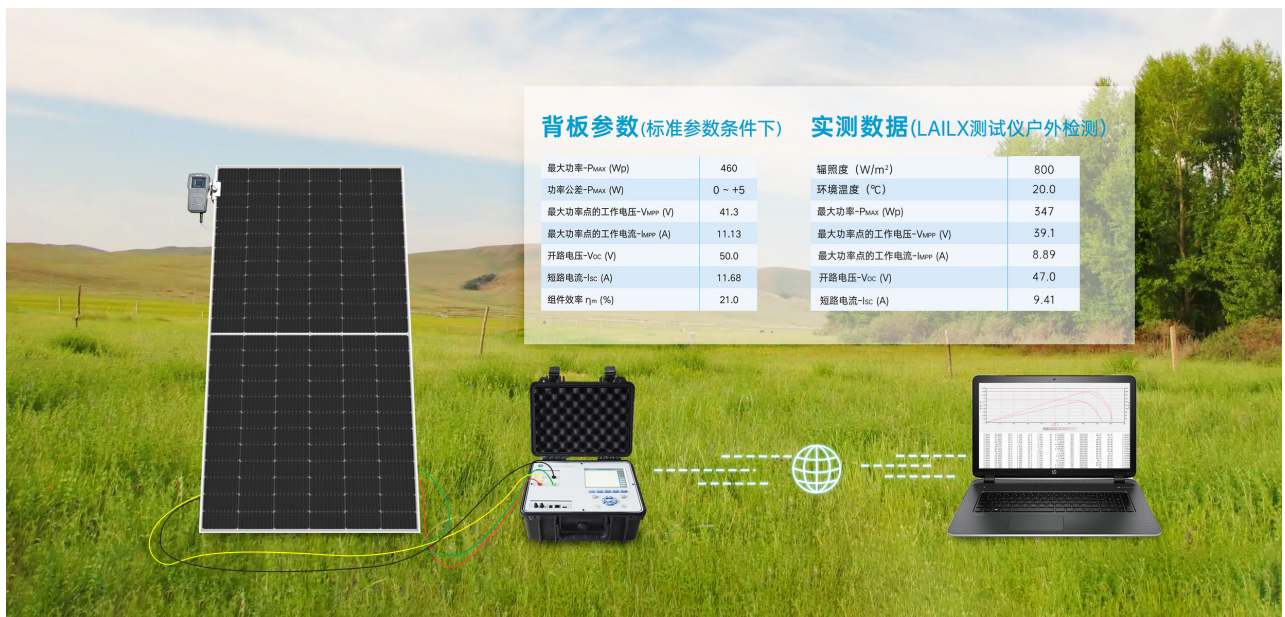 背板参数(标准参数条件下)
最大功率-PMAX (Wp) 460
功率公差-PMAX (W) 0 ~ +5
最大功率点的工作电压-VMPP (V) 41.3
最大功率点的工作电流-IMPP (A) 11.13
开路电压-VOC (V) 50.0
短路电流-Isc (A) 11.68
组件效率 ηm (%) 21.0
实测数据(LAILX测试仪户外检测)
辐照度（W/m²） 800
环境温度（℃） 20.0
最大功率-PMAX (Wp) 347
最大功率点的工作电压-VMPP (V) 39.1
最大功率点的工作电流-IMPP (A) 8.89
开路电压-VOC (V) 47.0
短路电流-Isc (A) 9.41